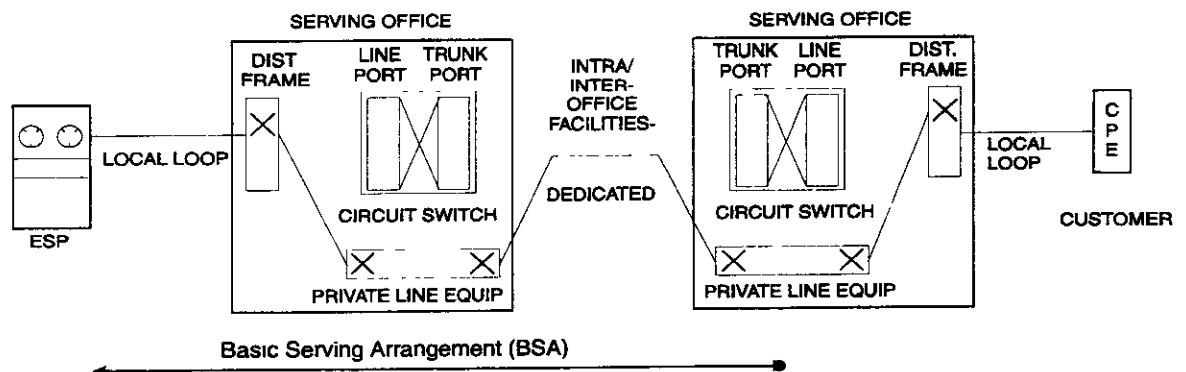 SERVING OFFICE
DIST
FRAME
LINE
PORT
TRUNK
PORT
LOCAL LOOP
ESP
CIRCUIT SWITCH
PRIVATE LINE EQUIP
INTRA/
INTER-
OFFICE
FACILITIES-
DEDICATED
SERVING OFFICE
TRUNK
PORT
LINE
PORT
DIST.
FRAME
CIRCUIT SWITCH
PRIVATE LINE EQUIP
LOCAL
LOOP
CPE
CUSTOMER
Basic Serving Arrangement (BSA)